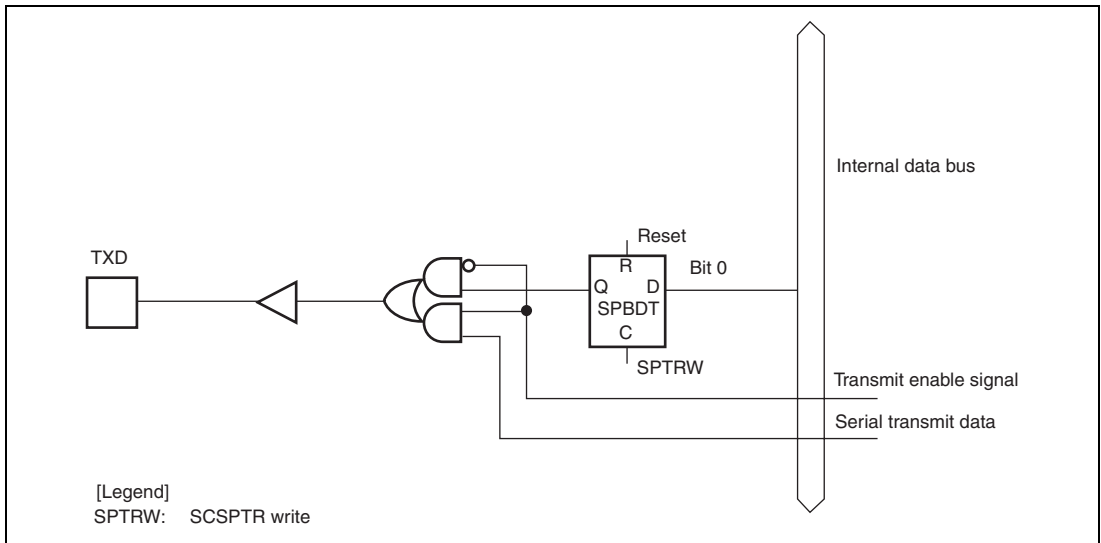 Internal data bus
Reset
TXD
R
Bit 0
Q D
SPBDT
C
SPTRW
Transmit enable signal
Serial transmit data
[Legend]
SPTRW: SCSPTR write